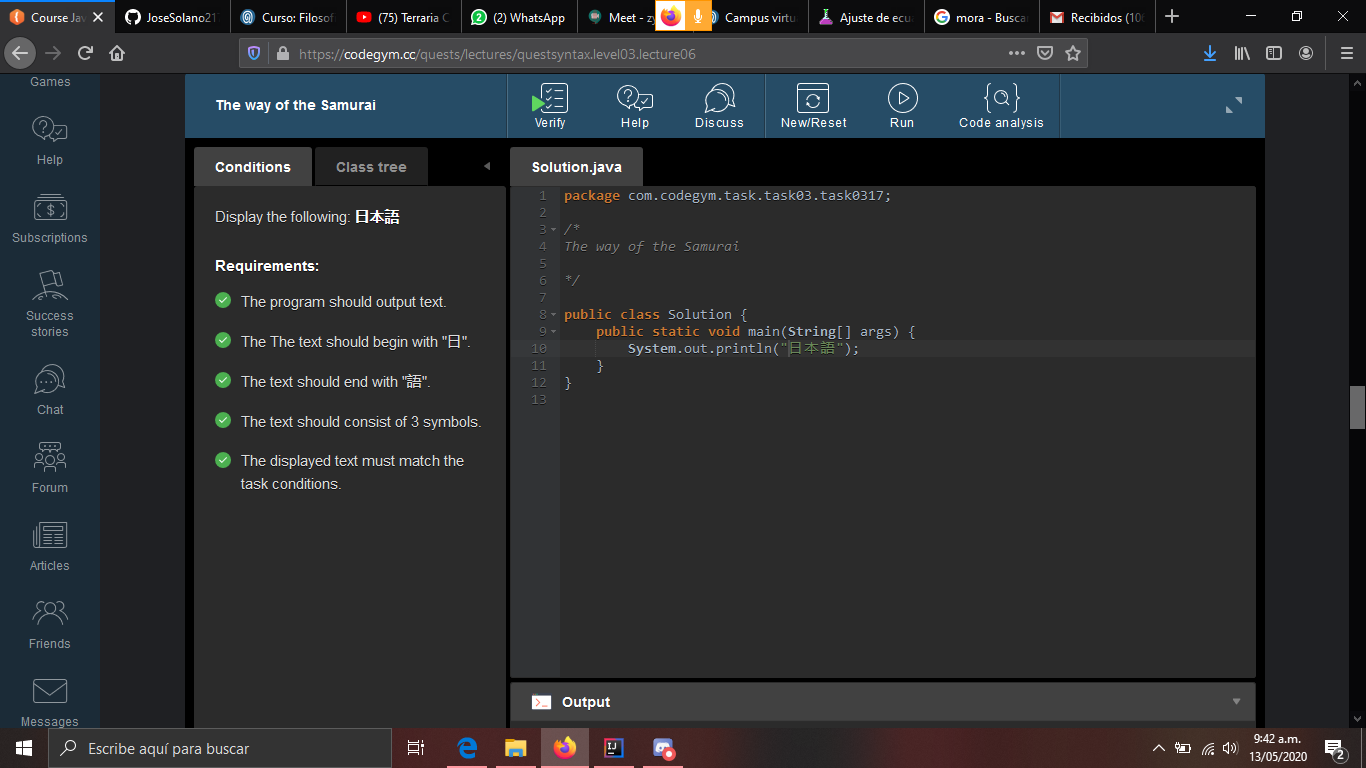 Course Jav
JoseSolano21
Curso: Filosof
(75) Terraria C
(2) WhatsApp
Meet - zy
Campus virtu
Ajuste de ecu
mora - Busca
Recibidos (10
https://codegym.cc/quests/lectures/questsyntax.level03.lecture06
Games
Help
Subscriptions
Success
stories
Chat
Forum
Articles
Friends
Messages
The way of the Samurai
Verify
Help
Discuss
New/Reset
Run
Code analysis
Conditions
Class tree
Display the following: 日本語
Requirements:
The program should output text.
The The text should begin with "日".
The text should end with "語".
The text should consist of 3 symbols.
The displayed text must match the
task conditions.
Solution.java
1 package com.codegym.task.task03.task0317;
2
3 /*
4 The way of the Samurai
5
6 */
7
8 public class Solution {
9 public static void main(String[] args) {
10 System.out.println("日本語");
11 }
12 }
13
Output
Escribe aquí para buscar
9:42 a.m.
13/05/2020
2